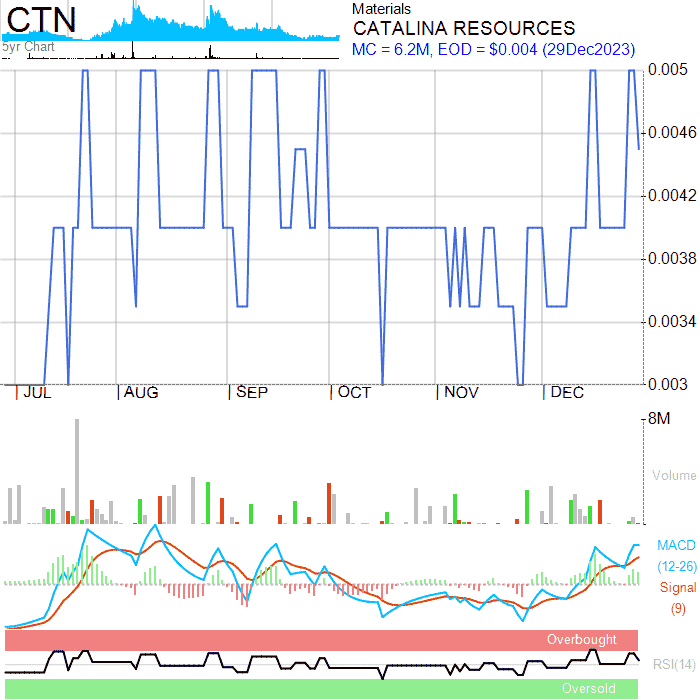 CTN
5yr Chart
Materials
CATALINA RESOURCES
MC = 6.2M, EOD = $0.004 (29Dec2023)
0.005
0.0046
0.0042
0.0038
0.0034
0.003
JUL AUG SEP OCT NOV DEC
8M
Volume
MACD
(12-26)
Signal
(9)
Overbought
RSI(14)
Oversold